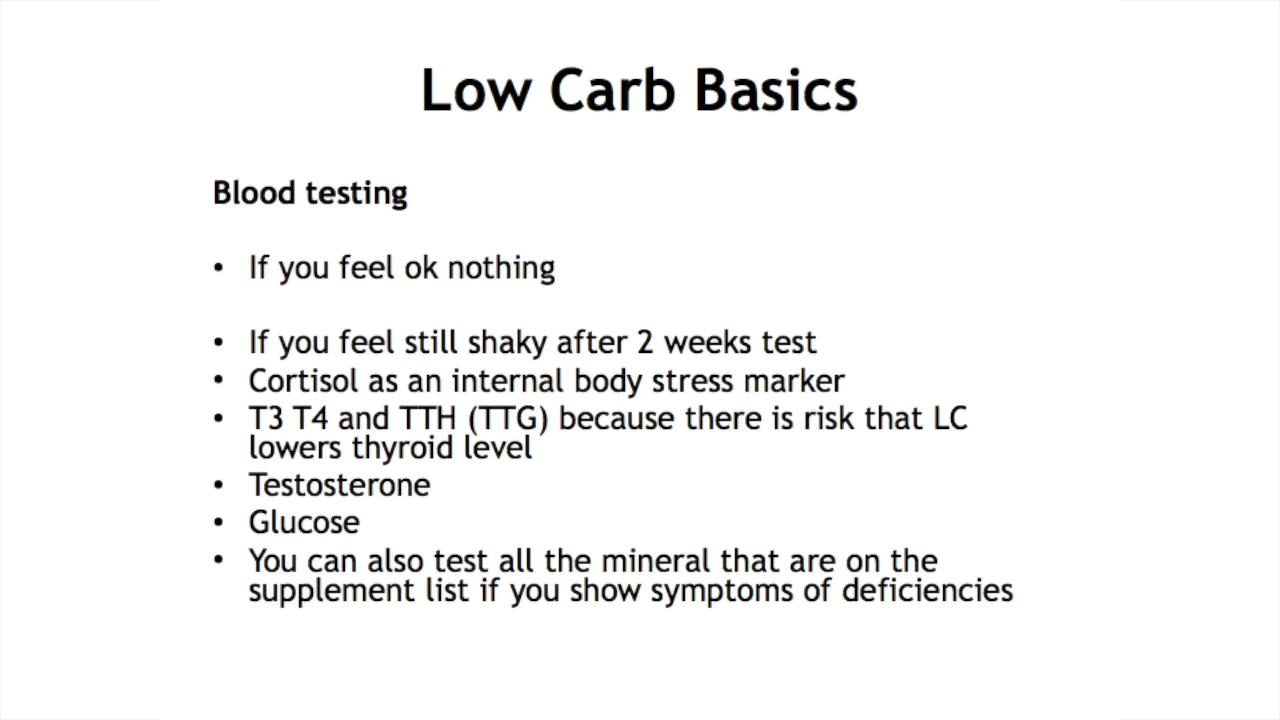 Low Carb Basics
Blood testing
• If you feel ok nothing
• If you feel still shaky after 2 weeks test
• Cortisol as an internal body stress marker
• T3 T4 and TTH (TTG) because there is risk that LC
lowers thyroid level
• Testosterone
• Glucose
• You can also test all the mineral that are on the
supplement list if you show symptoms of deficiencies